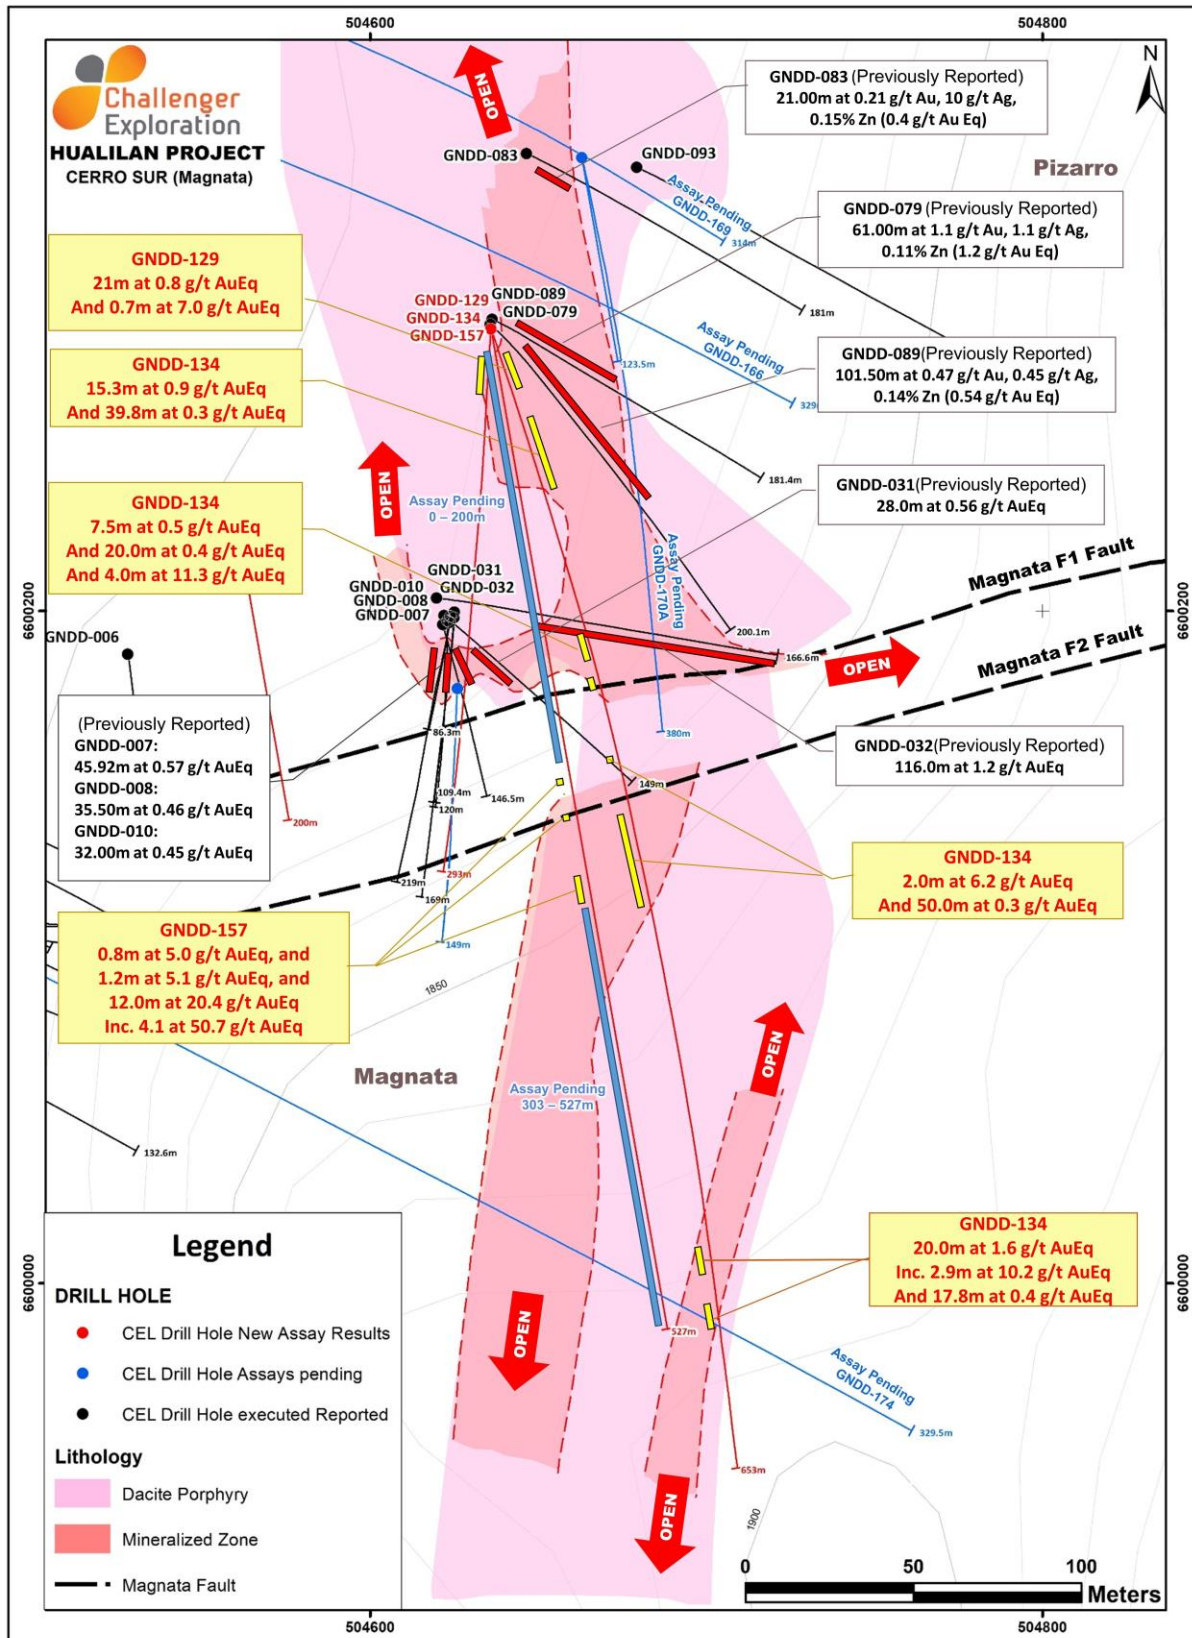 504600
504800
Challenger
Exploration
HUALILAN PROJECT
CERRO SUR (Magnata)
N
OPEN
GNDD-083 (Previously Reported)
21.00m at 0.21 g/t Au, 10 g/t Ag,
0.15% Zn (0.4 g/t Au Eq)
GNDD-083
GNDD-093
Pizarro
Assay Pending
GNDD-169
314m
GNDD-079 (Previously Reported)
61.00m at 1.1 g/t Au, 1.1 g/t Ag,
0.11% Zn (1.2 g/t Au Eq)
GNDD-129
21m at 0.8 g/t AuEq
And 0.7m at 7.0 g/t AuEq
GNDD-129
GNDD-089
GNDD-134
GNDD-079
GNDD-157
181m
123.5m
Assay Pending
GNDD-166
329
GNDD-089(Previously Reported)
101.50m at 0.47 g/t Au, 0.45 g/t Ag,
0.14% Zn (0.54 g/t Au Eq)
GNDD-134
15.3m at 0.9 g/t AuEq
And 39.8m at 0.3 g/t AuEq
OPEN
181.4m
Assay Pending
0 – 200m
GNDD-031(Previously Reported)
28.0m at 0.56 g/t AuEq
GNDD-134
7.5m at 0.5 g/t AuEq
And 20.0m at 0.4 g/t AuEq
And 4.0m at 11.3 g/t AuEq
Assay Pending
GNDD-170A
GNDD-031
GNDD-010
GNDD-032
GNDD-008
GNDD-007
Magnata F1 Fault
6600200
6600200
GNDD-006
200.1m
166.6m
OPEN
Magnata F2 Fault
(Previously Reported)
GNDD-007:
45.92m at 0.57 g/t AuEq
GNDD-008:
35.50m at 0.46 g/t AuEq
GNDD-010:
32.00m at 0.45 g/t AuEq
86.3m
380m
GNDD-032(Previously Reported)
116.0m at 1.2 g/t AuEq
149m
109.4m
146.5m
120m
200m
293m
219m
169m
GNDD-134
2.0m at 6.2 g/t AuEq
And 50.0m at 0.3 g/t AuEq
GNDD-157
0.8m at 5.0 g/t AuEq, and
1.2m at 5.1 g/t AuEq, and
12.0m at 20.4 g/t AuEq
Inc. 4.1 at 50.7 g/t AuEq
149m
1850
Magnata
OPEN
Assay Pending
303 – 527m
132.6m
Legend
DRILL HOLE
CEL Drill Hole New Assay Results
CEL Drill Hole Assays pending
CEL Drill Hole executed Reported
Lithology
Dacite Porphyry
Mineralized Zone
Magnata Fault
GNDD-134
20.0m at 1.6 g/t AuEq
Inc. 2.9m at 10.2 g/t AuEq
And 17.8m at 0.4 g/t AuEq
6600000
6600000
OPEN
527m
Assay Pending
GNDD-174
329.5m
653m
OPEN
1900
0
50
100
Meters
504600
504800